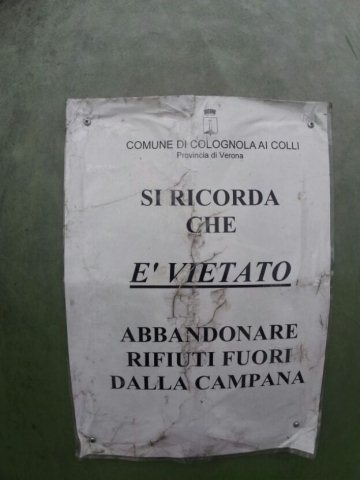 COMUNE DI COLOGNOLA AI COLLI
Provincia di Verona
SI RICORDA
CHE
E' VIETATO
ABBANDONARE
RIFIUTI FUORI
DALLA CAMPANA